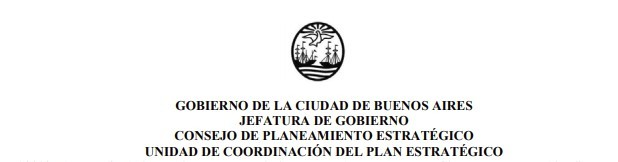 GOBIERNO DE LA CIUDAD DE BUENOS AIRES
JEFATURA DE GOBIERNO
CONSEJO DE PLANEAMIENTO ESTRATÉGICO
UNIDAD DE COORDINACIÓN DEL PLAN ESTRATÉGICO